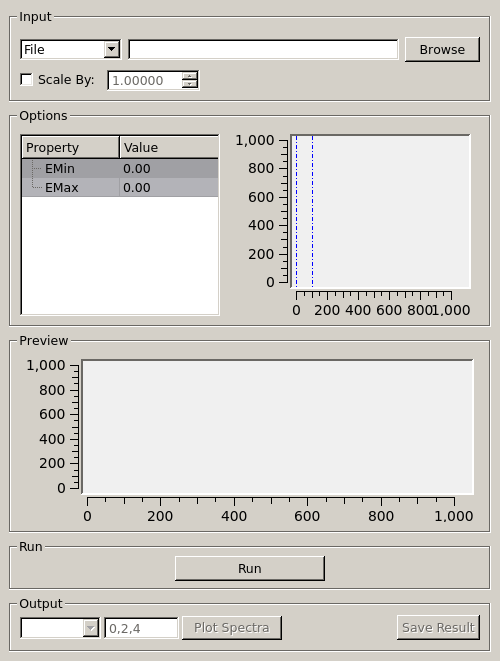 Input
File
Browse
Scale By: 1.00000
Options
Property Value
EMin 0.00
EMax 0.00
1,000
800
600
400
200
0
0 200 400 600 800 1,000
Preview
1,000
800
600
400
200
0
0 200 400 600 800 1,000
Run
Run
Output
0,2,4 Plot Spectra Save Result